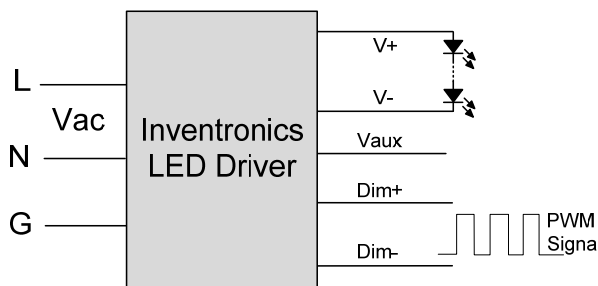 L
Vac
N
G
Inventronics
LED Driver
V+
V-
Vaux
Dim+
Dim-
PWM
Signa